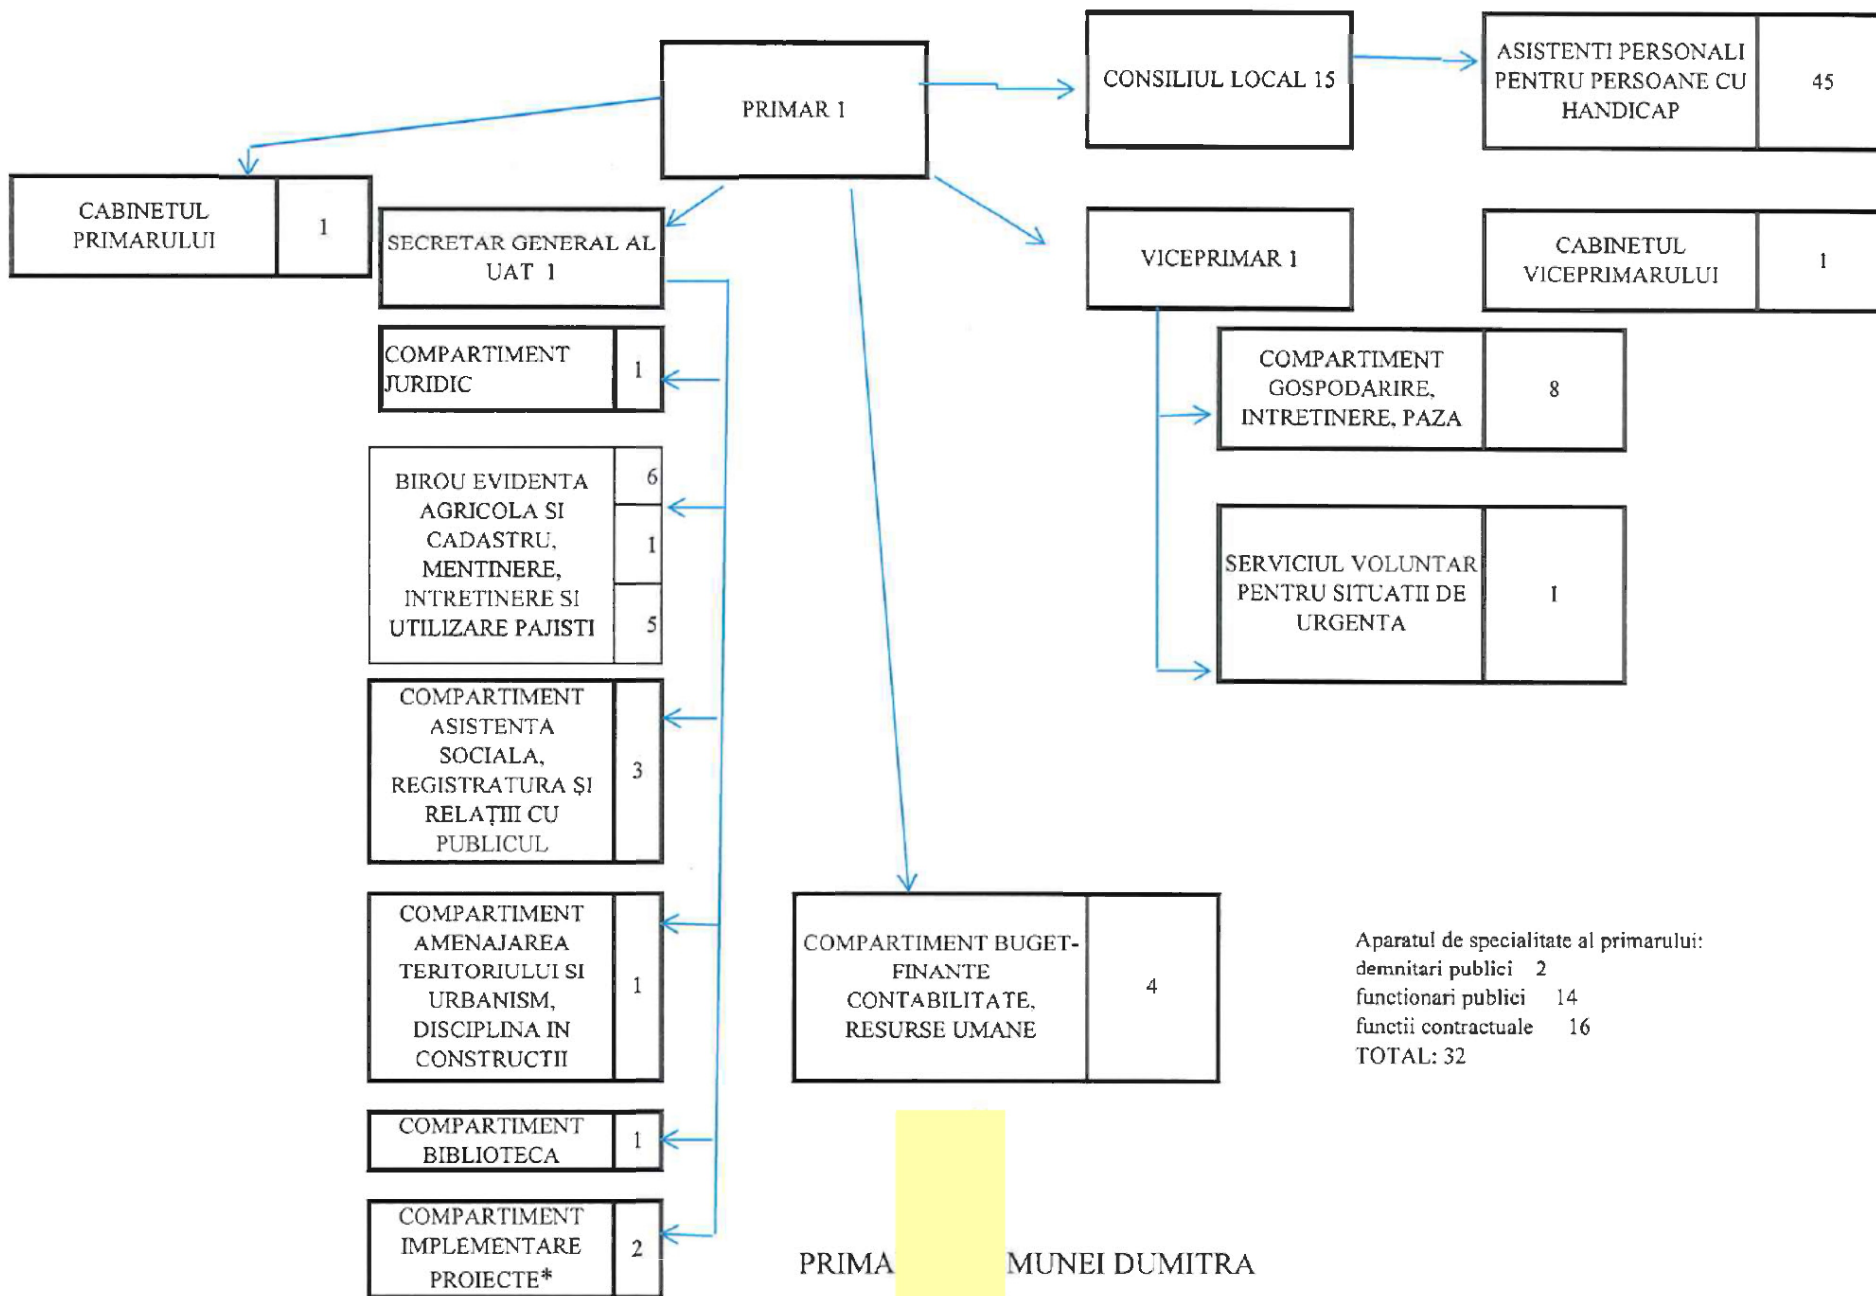 PRIMAR 1
CONSILIUL LOCAL 15
ASISTENTI PERSONALI
PENTRU PERSOANE CU
HANDICAP
45
CABINETUL
PRIMARULUI
1
SECRETAR GENERAL AL
UAT 1
VICEPRIMAR 1
CABINETUL
VICEPRIMARULUI
1
COMPARTIMENT
JURIDIC
1
COMPARTIMENT
GOSPODARIRE,
INTRETINERE, PAZA
8
BIROU EVIDENTA
AGRICOLA SI
CADASTRU,
MENTINERE,
INTRETINERE SI
UTILIZARE PAJISTI
6
1
5
SERVICIUL VOLUNTAR
PENTRU SITUATII DE
URGENTA
1
COMPARTIMENT
ASISTENTA
SOCIALA,
REGISTRATURA ŞI
RELAŢIII CU
PUBLICUL
3
COMPARTIMENT
AMENAJAREA
TERITORIULUI SI
URBANISM,
DISCIPLINA IN
CONSTRUCTII
1
COMPARTIMENT BUGET-
FINANTE
CONTABILITATE,
RESURSE UMANE
4
Aparatul de specialitate al primarului:
demnitari publici 2
functionari publici 14
functii contractuale 16
TOTAL: 32
COMPARTIMENT
BIBLIOTECA
1
COMPARTIMENT
IMPLEMENTARE
PROIECTE*
2
PRIMA MUNEI DUMITRA